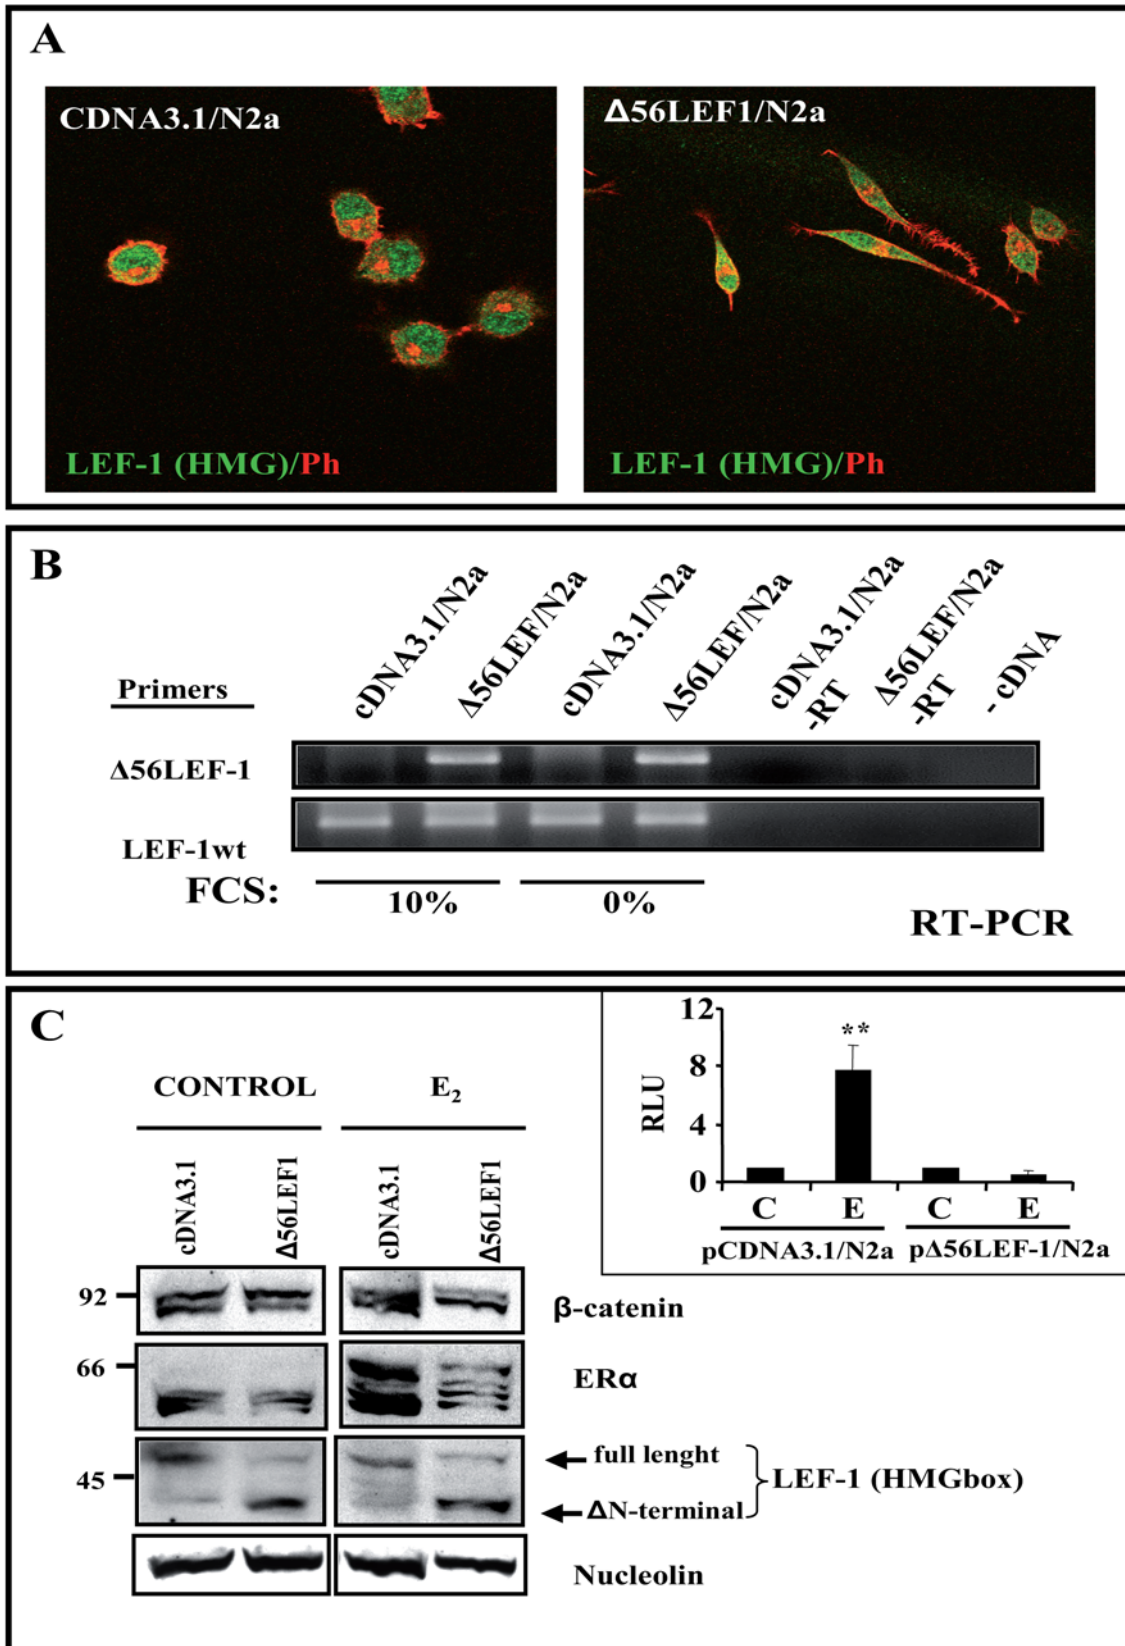 A
CDNA3.1/N2a
Δ56LEF1/N2a
LEF-1 (HMG)/Ph
LEF-1 (HMG)/Ph
B
Primers
cDNA3.1/N2a
Δ56LEF/N2a
cDNA3.1/N2a
Δ56LEF/N2a
cDNA3.1/N2a
-RT
Δ56LEF/N2a
-RT
- cDNA
Δ56LEF-1
LEF-1wt
FCS:
10%
0%
RT-PCR
C
CONTROL
E₂
cDNA3.1
Δ56LEF1
cDNA3.1
Δ56LEF1
92
β-catenin
66
ERα
45
full lenght
ΔN-terminal
LEF-1 (HMGbox)
Nucleolin
RLU
12
8
4
0
**
C
E
C
E
pCDNA3.1/N2a
pΔ56LEF-1/N2a